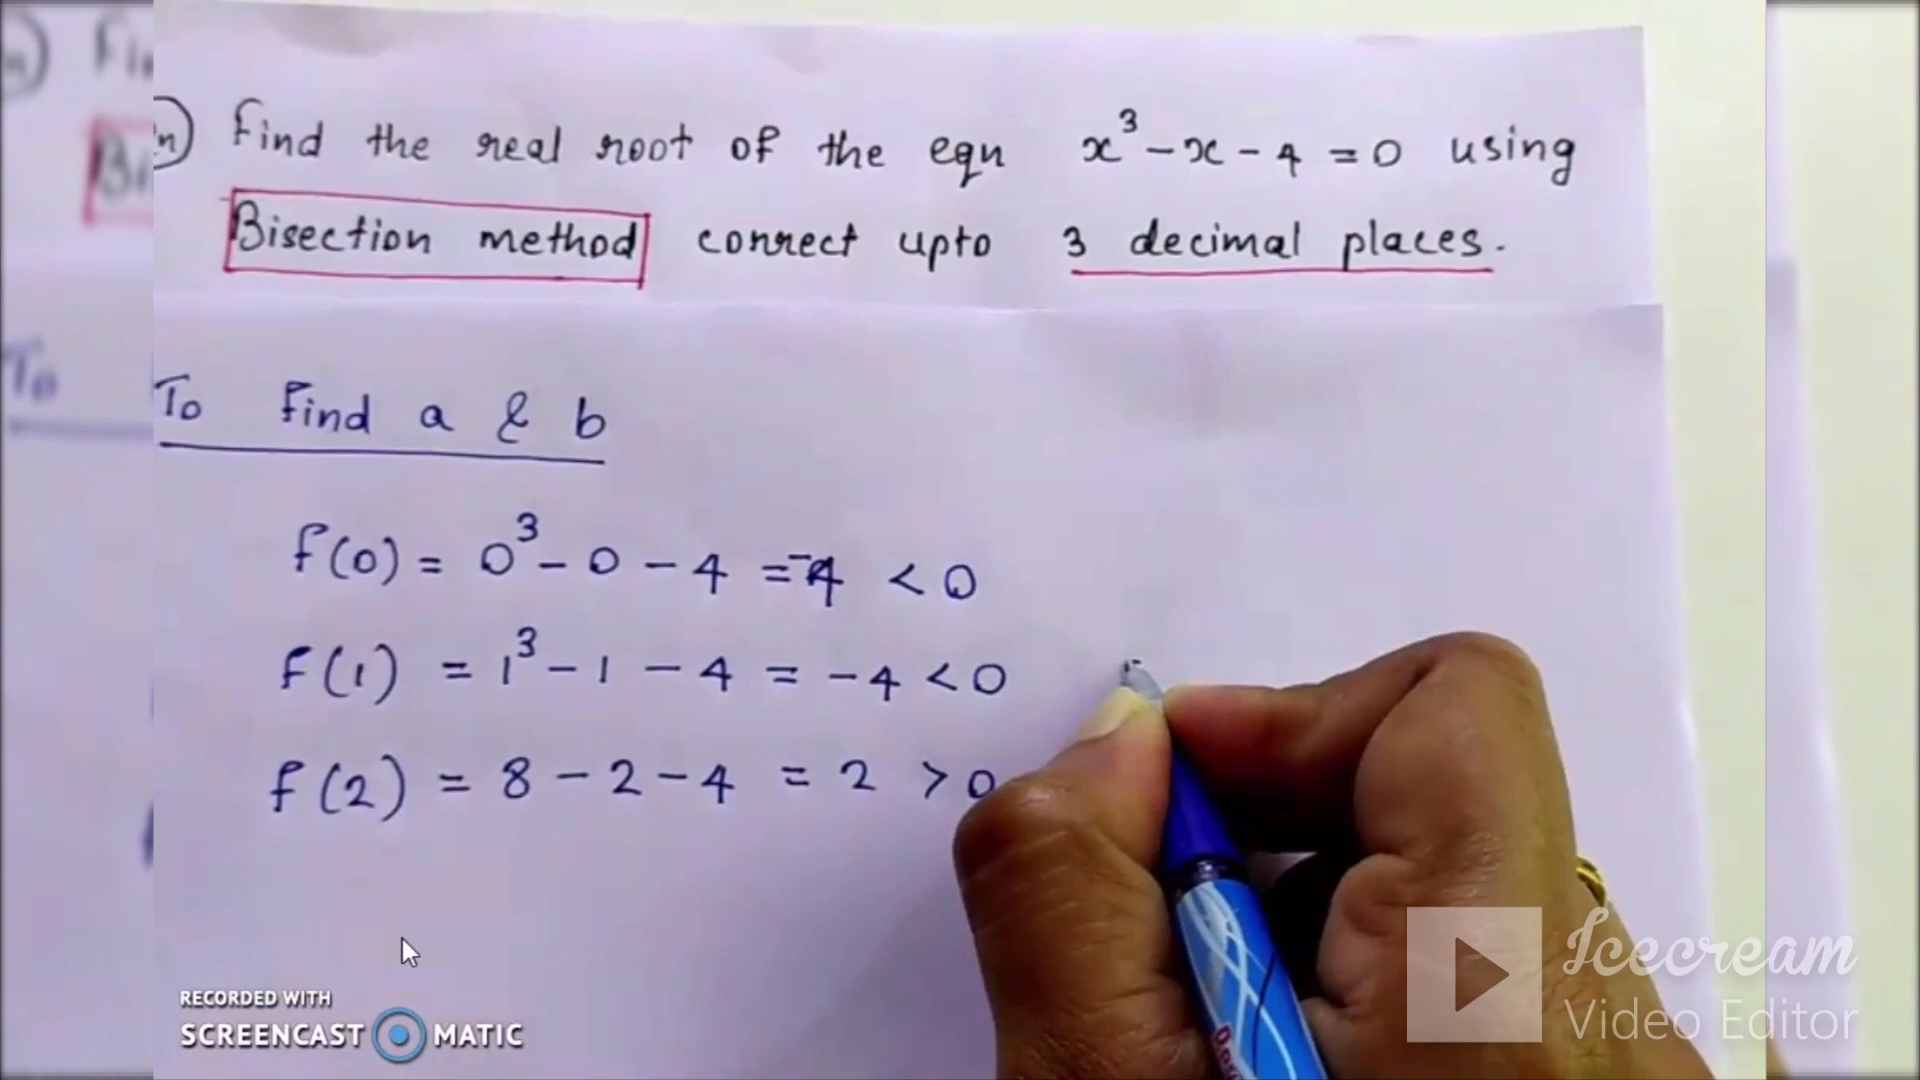 n) Find the real root of the equ x³ - x - 4 = 0 using
Bisection method correct upto 3 decimal places.
To Find a & b
f(0) = 0³ - 0 - 4 = -4 < 0
f(1) = 1³ - 1 - 4 = -4 < 0
f(2) = 8 - 2 - 4 = 2 > 0
RECORDED WITH
SCREENCAST MATIC
Icecream
Video Editor